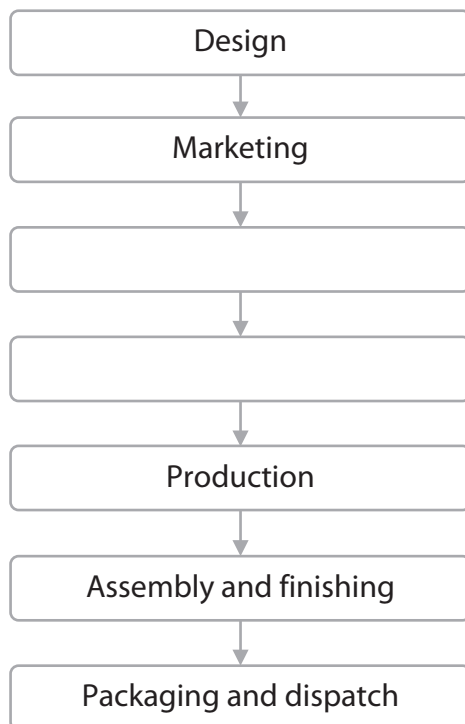 Design
Marketing
Production
Assembly and finishing
Packaging and dispatch